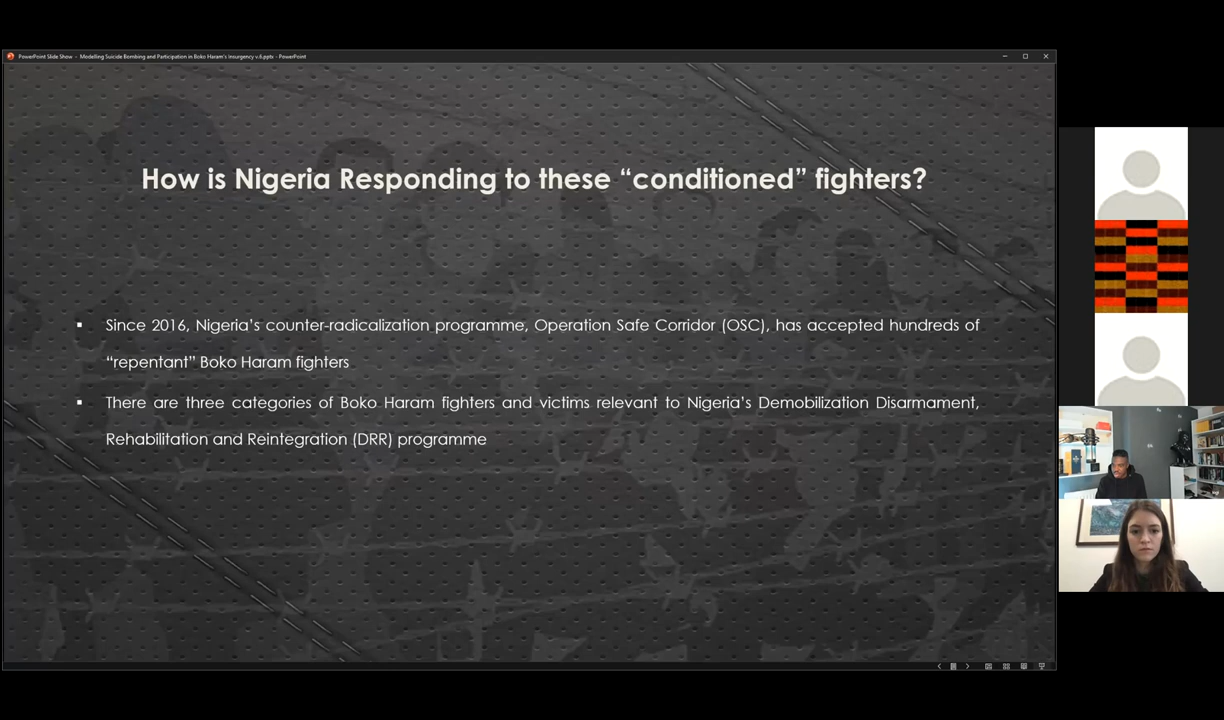 PowerPoint Slide Show - Modelling Suicide Bombing and Participation in Boko Haram's Insurgency v.6.pptx - PowerPoint
How is Nigeria Responding to these “conditioned” fighters?
▪ Since 2016, Nigeria’s counter-radicalization programme, Operation Safe Corridor (OSC), has accepted hundreds of
“repentant” Boko Haram fighters
▪ There are three categories of Boko Haram fighters and victims relevant to Nigeria’s Demobilization Disarmament,
Rehabilitation and Reintegration (DRR) programme